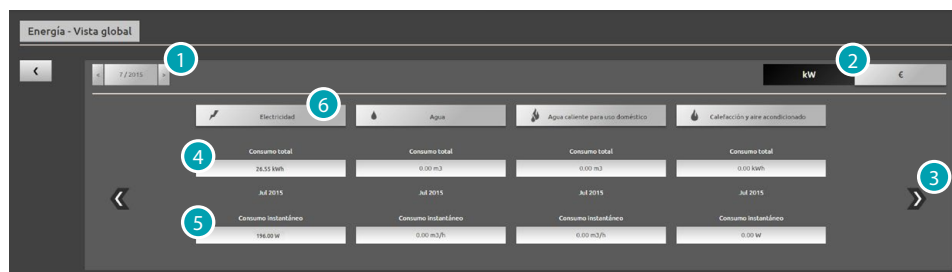 Energía - Vista global
❮
1
< 7 / 2015 >
kW
2
€
6
Electricidad
Agua
Agua caliente para uso doméstico
Calefacción y aire acondicionado
4
Consumo total
Consumo total
Consumo total
Consumo total
26.55 kWh
0.00 m3
0.00 m3
0.00 kWh
3
❮
Jul 2015
Jul 2015
Jul 2015
Jul 2015
❯
5
Consumo Instantáneo
Consumo Instantáneo
Consumo Instantáneo
Consumo Instantáneo
196.00 W
0.00 m3/h
0.00 m3/h
0.00 W